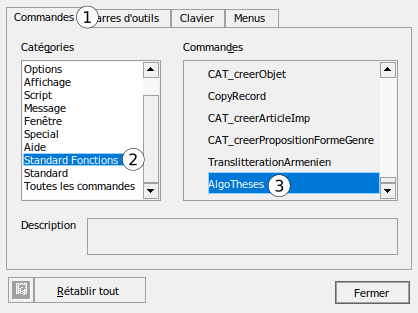 Commandes 1 arres d'outils Clavier Menus
Catégories Commandes
Options
Affichage
Script
Message
Fenêtre
Special
Aide
Standard Fonctions 2
Standard
Toutes les commandes
CAT_creerObjet
CopyRecord
CAT_creerArticleImp
CAT_creerPropositionFormeGenre
TranslitterationArmenien
AlgoTheses 3
Description
Rétablir tout Fermer